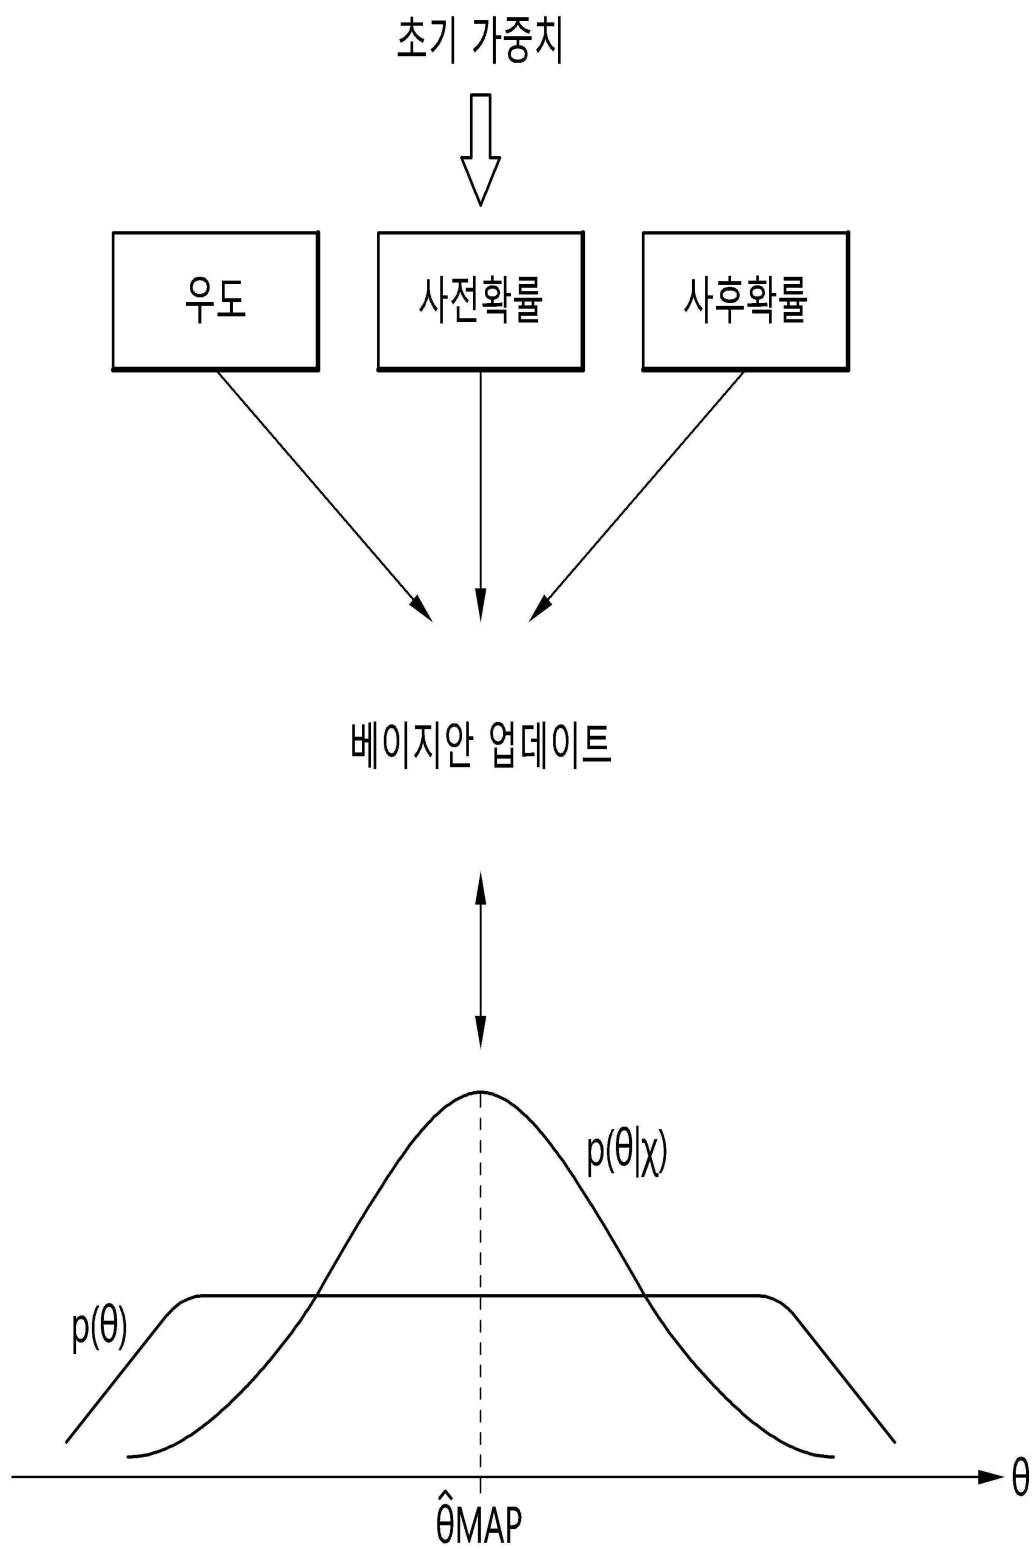 초기 가중치
우도
사전확률
사후확률
베이지안 업데이트
p(θ|χ)
p(θ)
θ
θ̂MAP